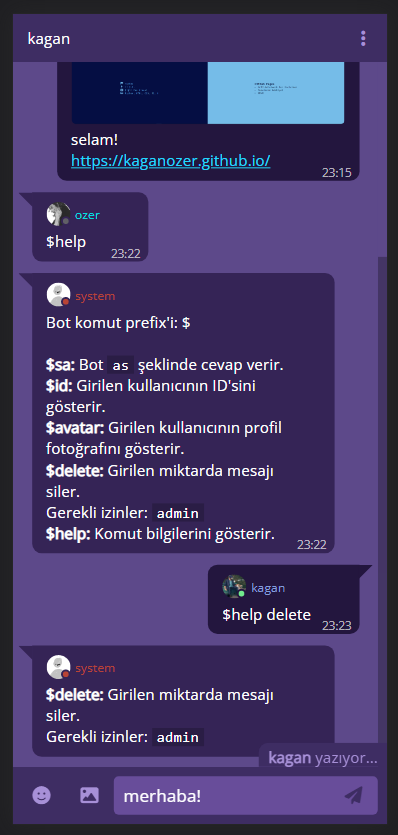 kagan
selam!
https://kaganozer.github.io/
23:15
ozer
$help
23:22
system
Bot komut prefix'i: $
$sa: Bot as şeklinde cevap verir.
$id: Girilen kullanıcının ID'sini
gösterir.
$avatar: Girilen kullanıcının profil
fotoğrafını gösterir.
$delete: Girilen miktarda mesajı
siler.
Gerekli izinler: admin
$help: Komut bilgilerini gösterir.
23:22
kagan
$help delete
23:23
system
$delete: Girilen miktarda mesajı
siler.
Gerekli izinler: admin
kagan yazıyor...
merhaba!